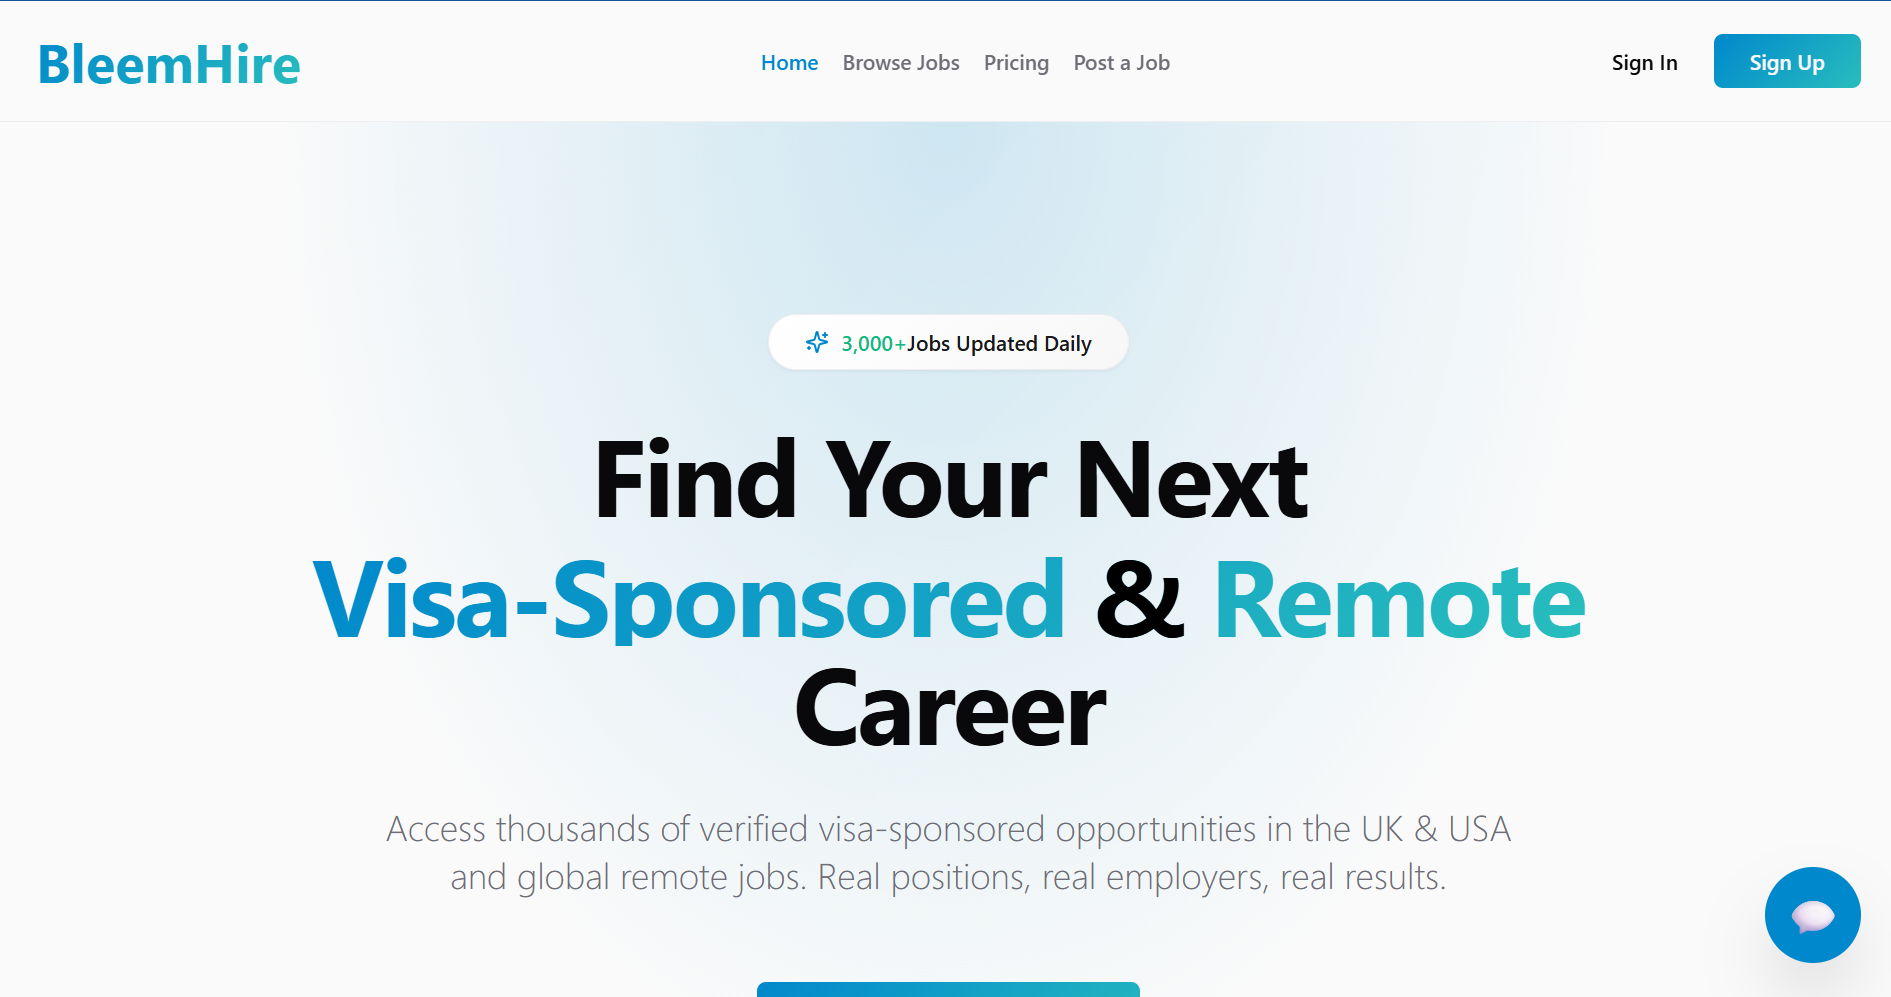 BleemHire
Home Browse Jobs Pricing Post a Job
Sign In
Sign Up
3,000+Jobs Updated Daily
Find Your Next
Visa-Sponsored & Remote
Career
Access thousands of verified visa-sponsored opportunities in the UK & USA
and global remote jobs. Real positions, real employers, real results.